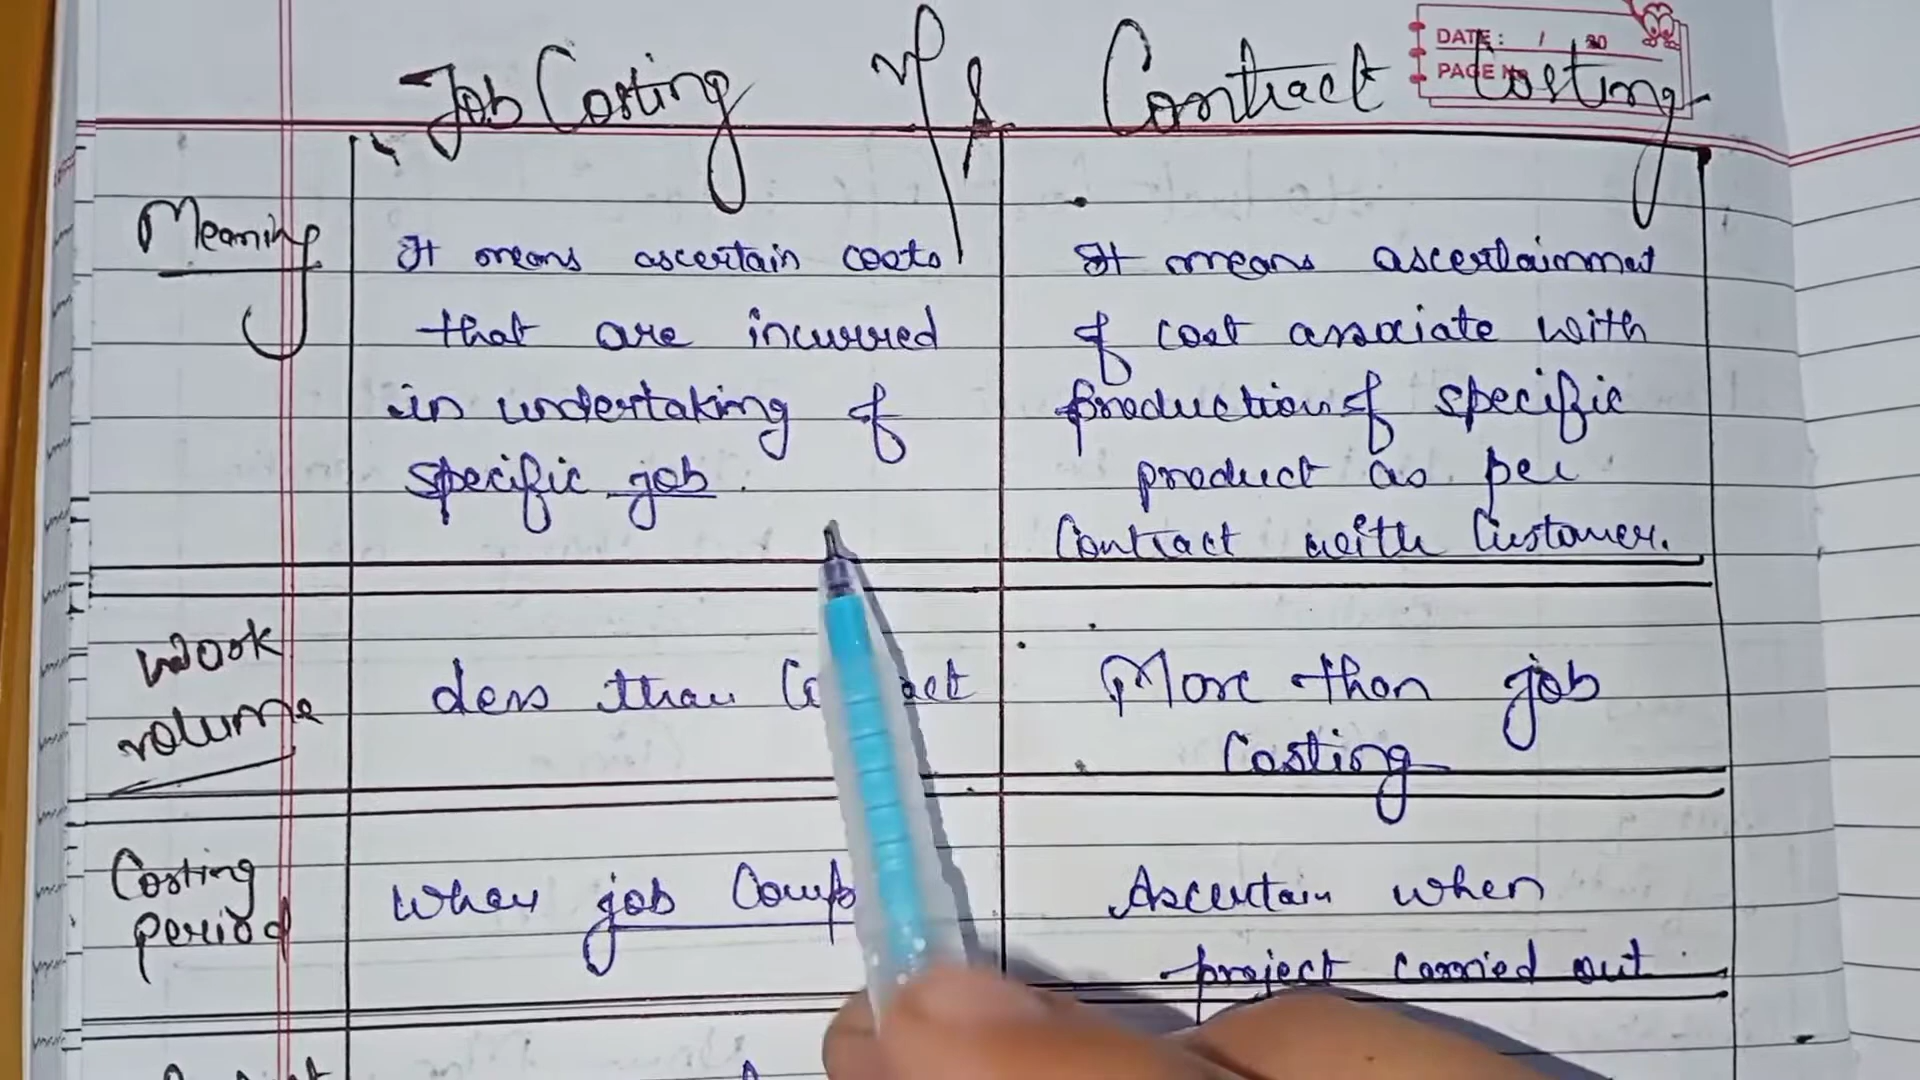 Job Costing v/s Contract Costing
DATE: / 20
PAGE No
Meaning
It means ascertain costs
that are incurred
in undertaking of
specific job.
It means ascertainment
of cost associate with
production of specific
product as per
Contract with Customer.
Work
volume
Less than
More than job
Costing
Costing
period
When job
Ascertain when
project carried out.